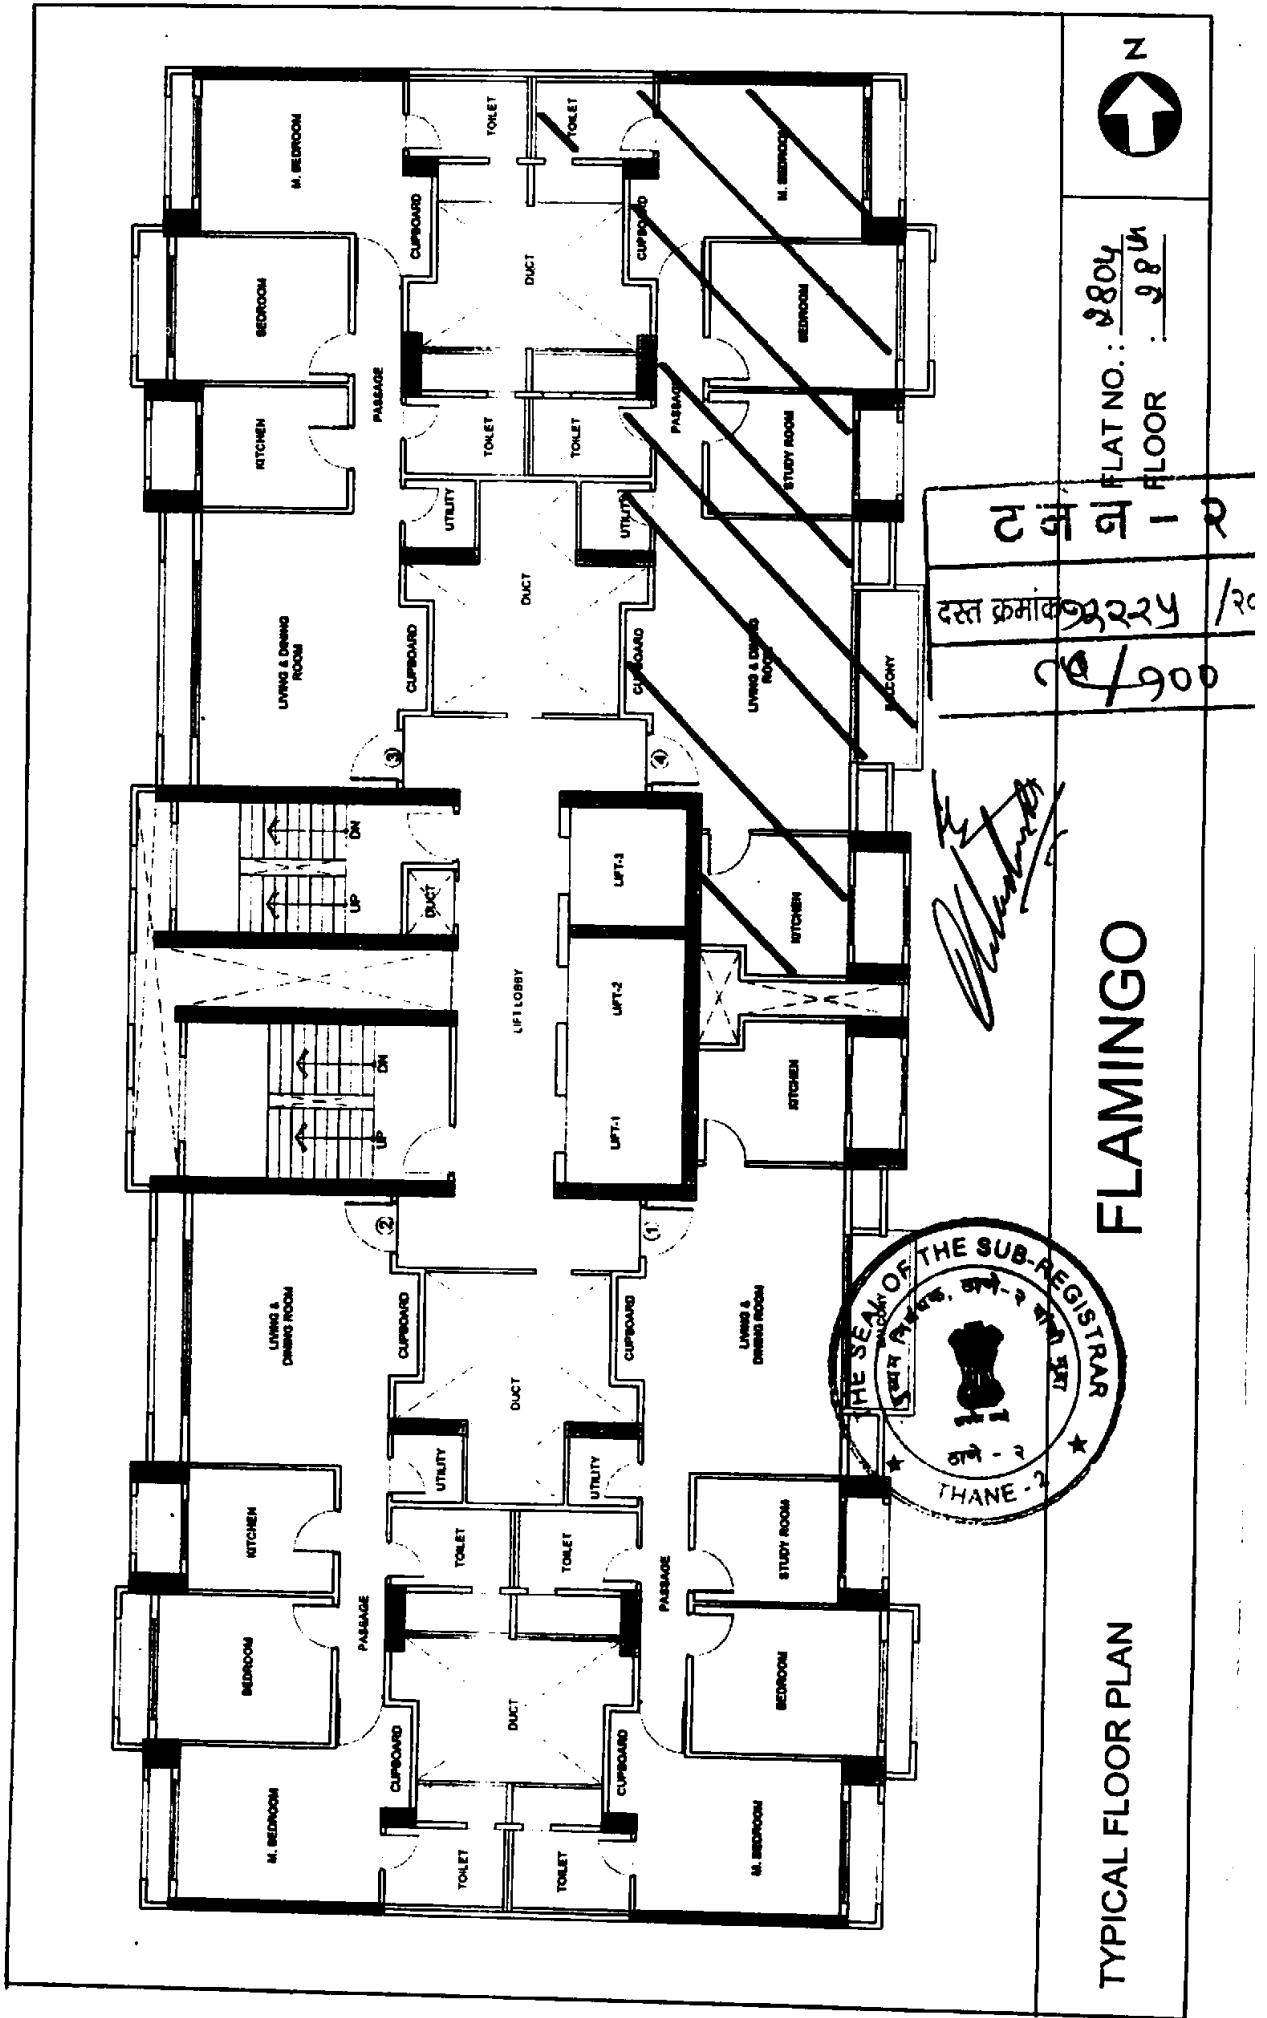 TYPICAL FLOOR PLAN
FLAMINGO
FLAT NO. : 2804
FLOOR : 28th
N
ट न न - २
दस्त क्रमांक १२२२५ /२०
/ १००
M. BEDROOM
TOILET
TOILET
M. BEDROOM
CUPBOARD
CUPBOARD
BEDROOM
DUCT
BEDROOM
PASSAGE
PASSAGE
KITCHEN
TOILET
TOILET
STUDY ROOM
UTILITY
UTILITY
DUCT
LIVING & DINING
ROOM
CUPBOARD
CUPBOARD
LIVING & DINING
ROOM
BALCONY
3
4
DN
UP
DUCT
LIFT-3
KITCHEN
LIFT LOBBY
LIFT-2
DN
UP
LIFT-1
KITCHEN
2
1
LIVING &
DINING ROOM
CUPBOARD
CUPBOARD
LIVING &
DINING ROOM
BALCONY
DUCT
UTILITY
UTILITY
KITCHEN
TOILET
TOILET
STUDY ROOM
PASSAGE
PASSAGE
BEDROOM
DUCT
BEDROOM
CUPBOARD
CUPBOARD
M. BEDROOM
TOILET
TOILET
M. BEDROOM
THE SEAL OF THE SUB-REGISTRAR
THANE - 2
ठाणे - २